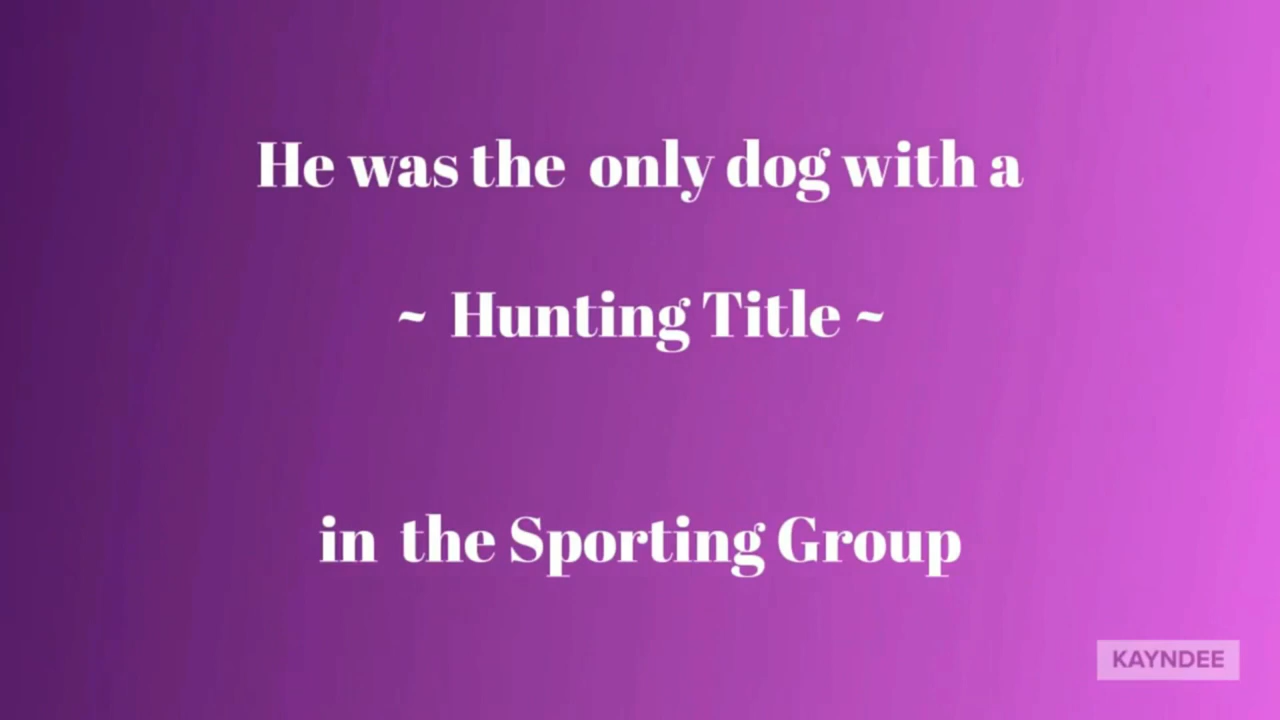 He was the only dog with a
~ Hunting Title ~
in the Sporting Group
KAYNDEE